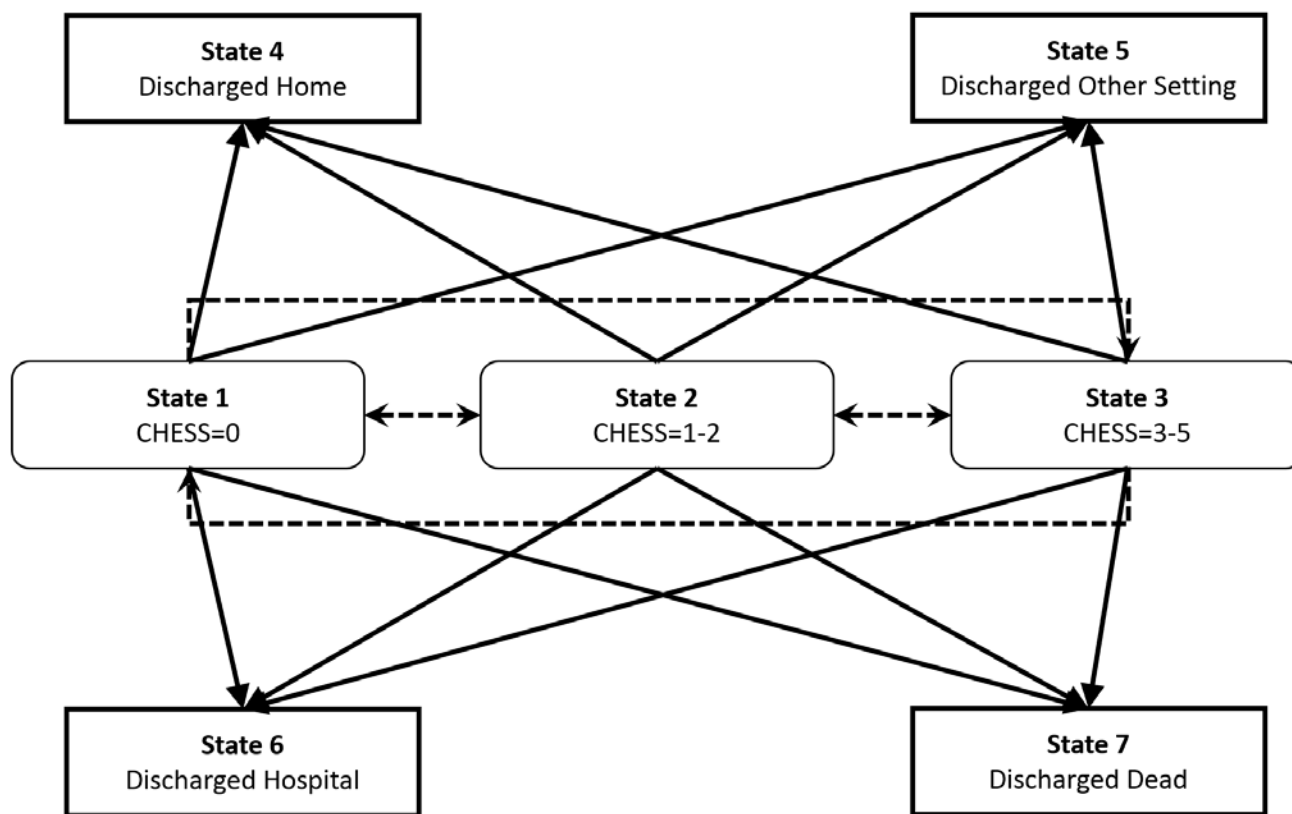 State 4
Discharged Home
State 5
Discharged Other Setting
State 1
CHESS=0
State 2
CHESS=1-2
State 3
CHESS=3-5
State 6
Discharged Hospital
State 7
Discharged Dead